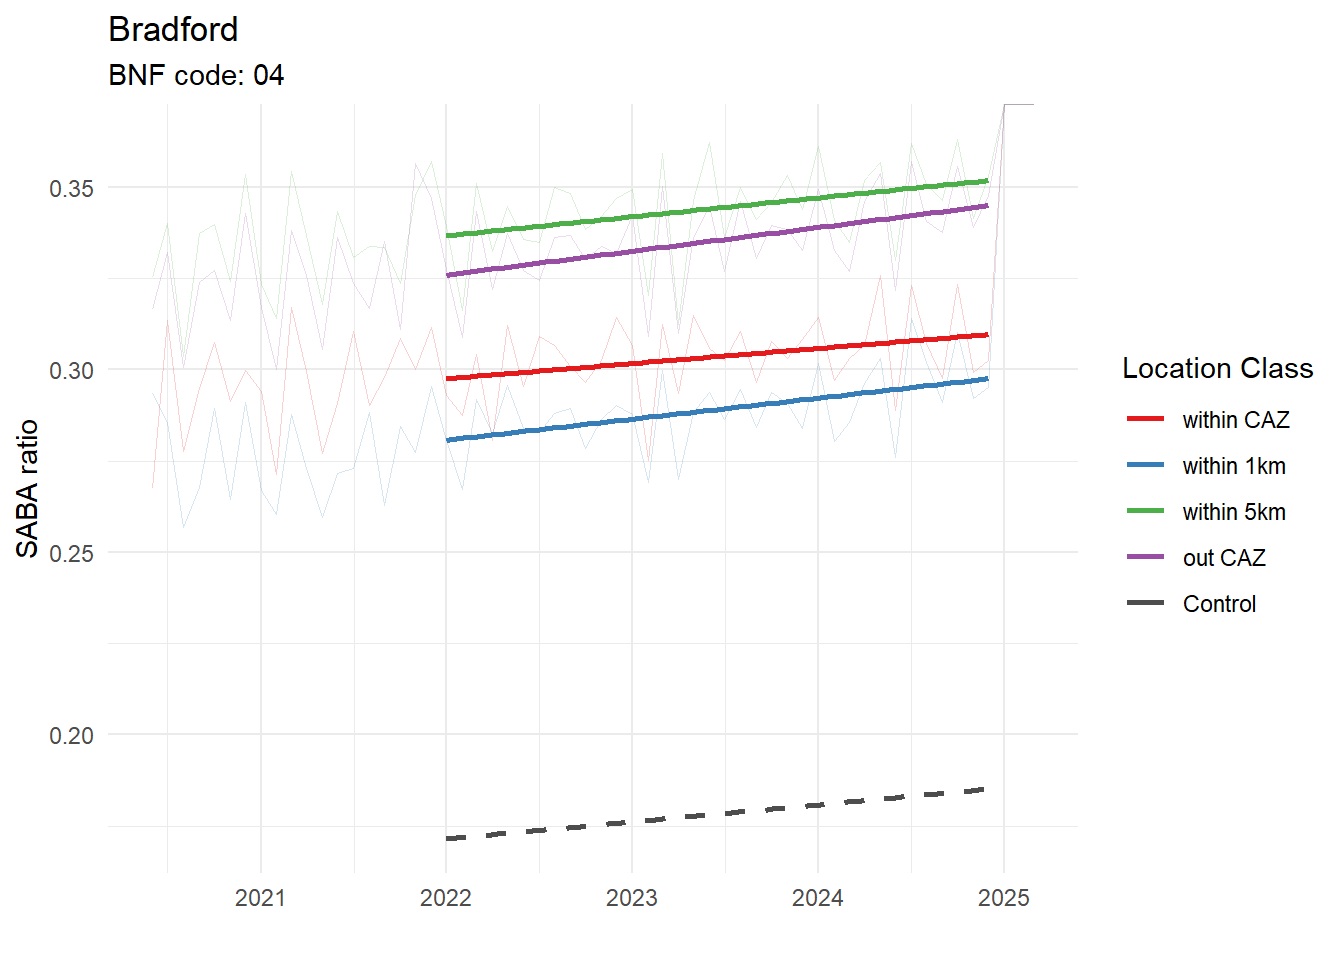 Bradford
BNF code: 04
SABA ratio
0.35
0.30
0.25
0.20
2021
2022
2023
2024
2025
Location Class
within CAZ
within 1km
within 5km
out CAZ
Control